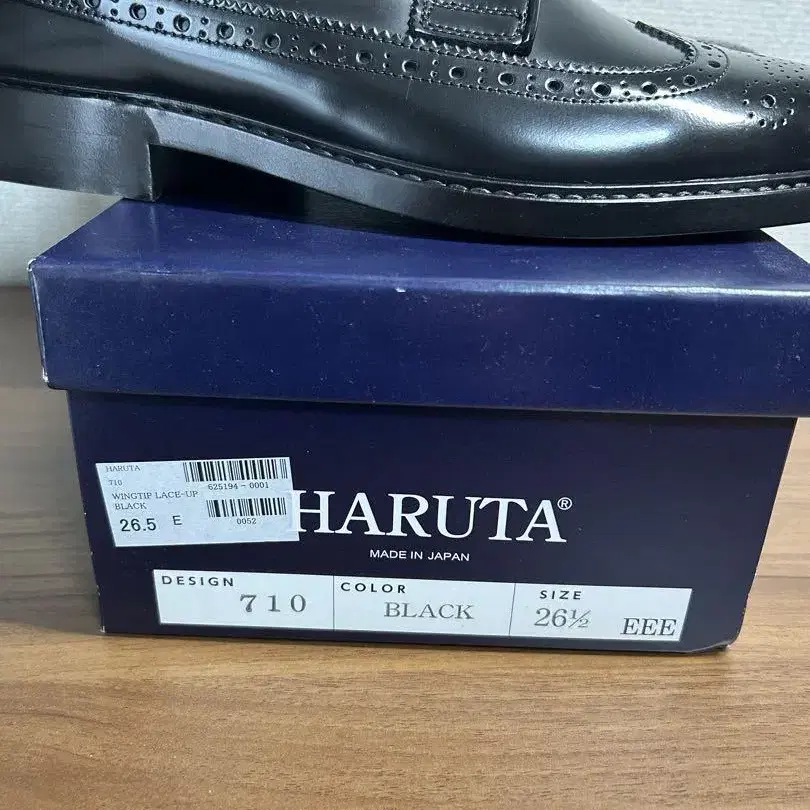 HARUTA
710
625194-0001
WINGTIP LACE-UP
BLACK
26.5 E
0052
HARUTA®
MADE IN JAPAN
DESIGN 710
COLOR BLACK
SIZE 26½ EEE